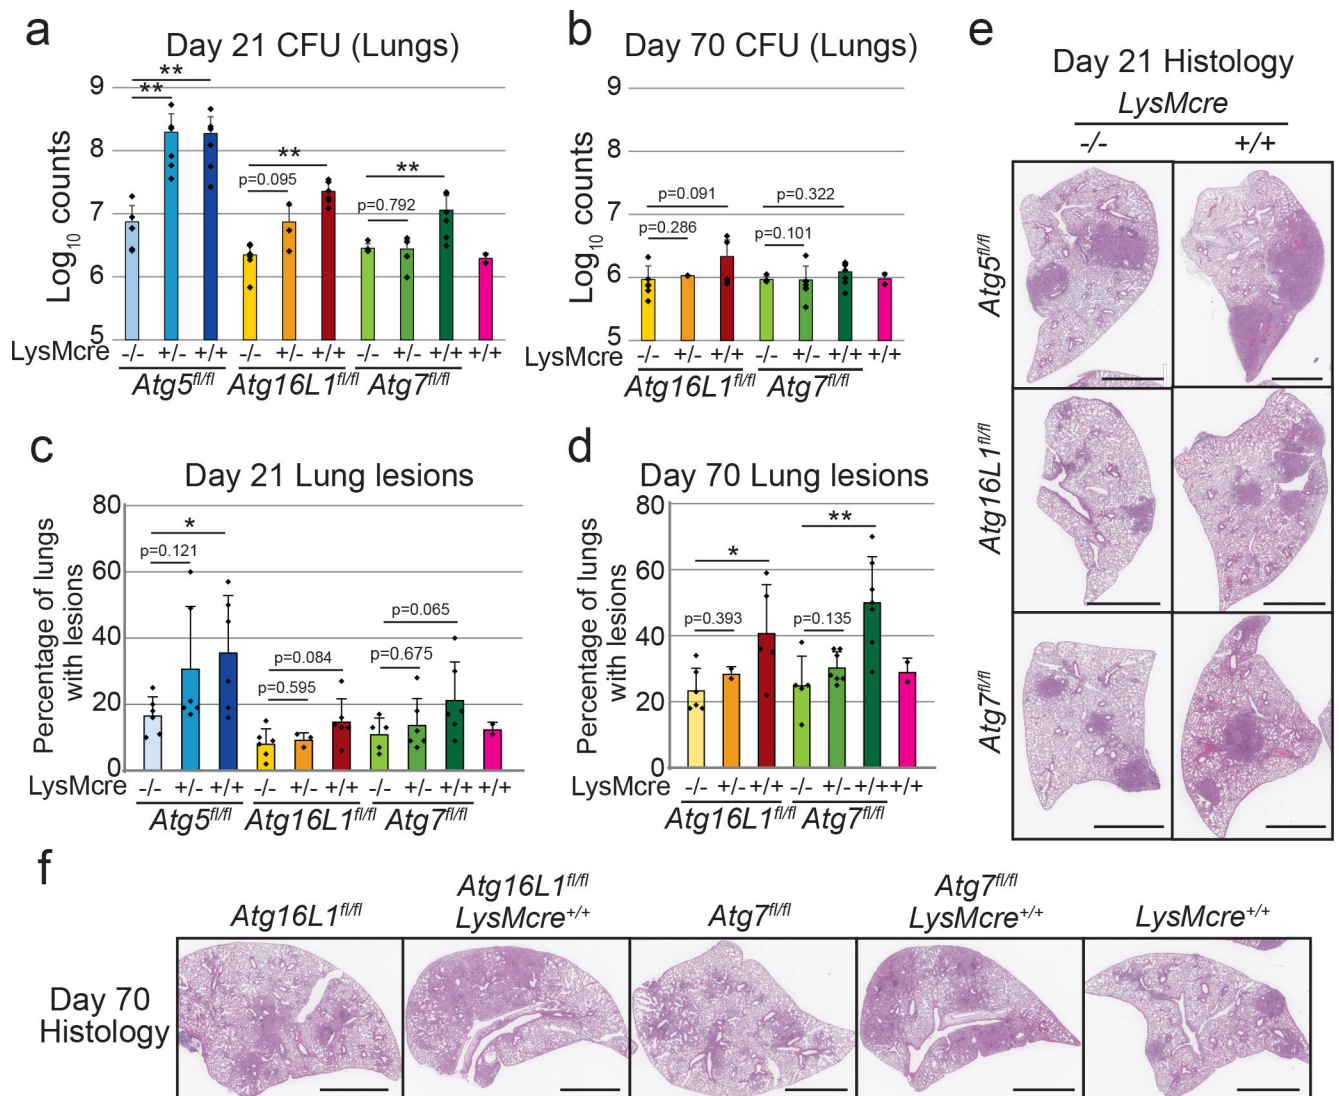 a
Day 21 CFU (Lungs)
Log10 counts
9
8
7
6
5
**
**
**
**
p=0.095
p=0.792
LysMcre
-/- +/- +/+ -/- +/- +/+ -/- +/- +/+ +/+
Atg5fl/fl Atg16L1fl/fl Atg7fl/fl
b
Day 70 CFU (Lungs)
Log10 counts
9
8
7
6
5
p=0.091
p=0.322
p=0.286
p=0.101
LysMcre
-/- +/- +/+ -/- +/- +/+ +/+
Atg16L1fl/fl Atg7fl/fl
c
Day 21 Lung lesions
Percentage of lungs
with lesions
80
60
40
20
0
*
p=0.121
p=0.084
p=0.595
p=0.065
p=0.675
LysMcre
-/- +/- +/+ -/- +/- +/+ -/- +/- +/+ +/+
Atg5fl/fl Atg16L1fl/fl Atg7fl/fl
d
Day 70 Lung lesions
Percentage of lungs
with lesions
80
60
40
20
0
*
**
p=0.393
p=0.135
-/- +/- +/+ -/- +/- +/+ +/+
Atg16L1fl/fl Atg7fl/fl
e
Day 21 Histology
LysMcre
-/- +/+
Atg5fl/fl
Atg16L1fl/fl
Atg7fl/fl
f
Atg16L1fl/fl
Atg16L1fl/fl
LysMcre+/+
Atg7fl/fl
Atg7fl/fl
LysMcre+/+
LysMcre+/+
Day 70
Histology